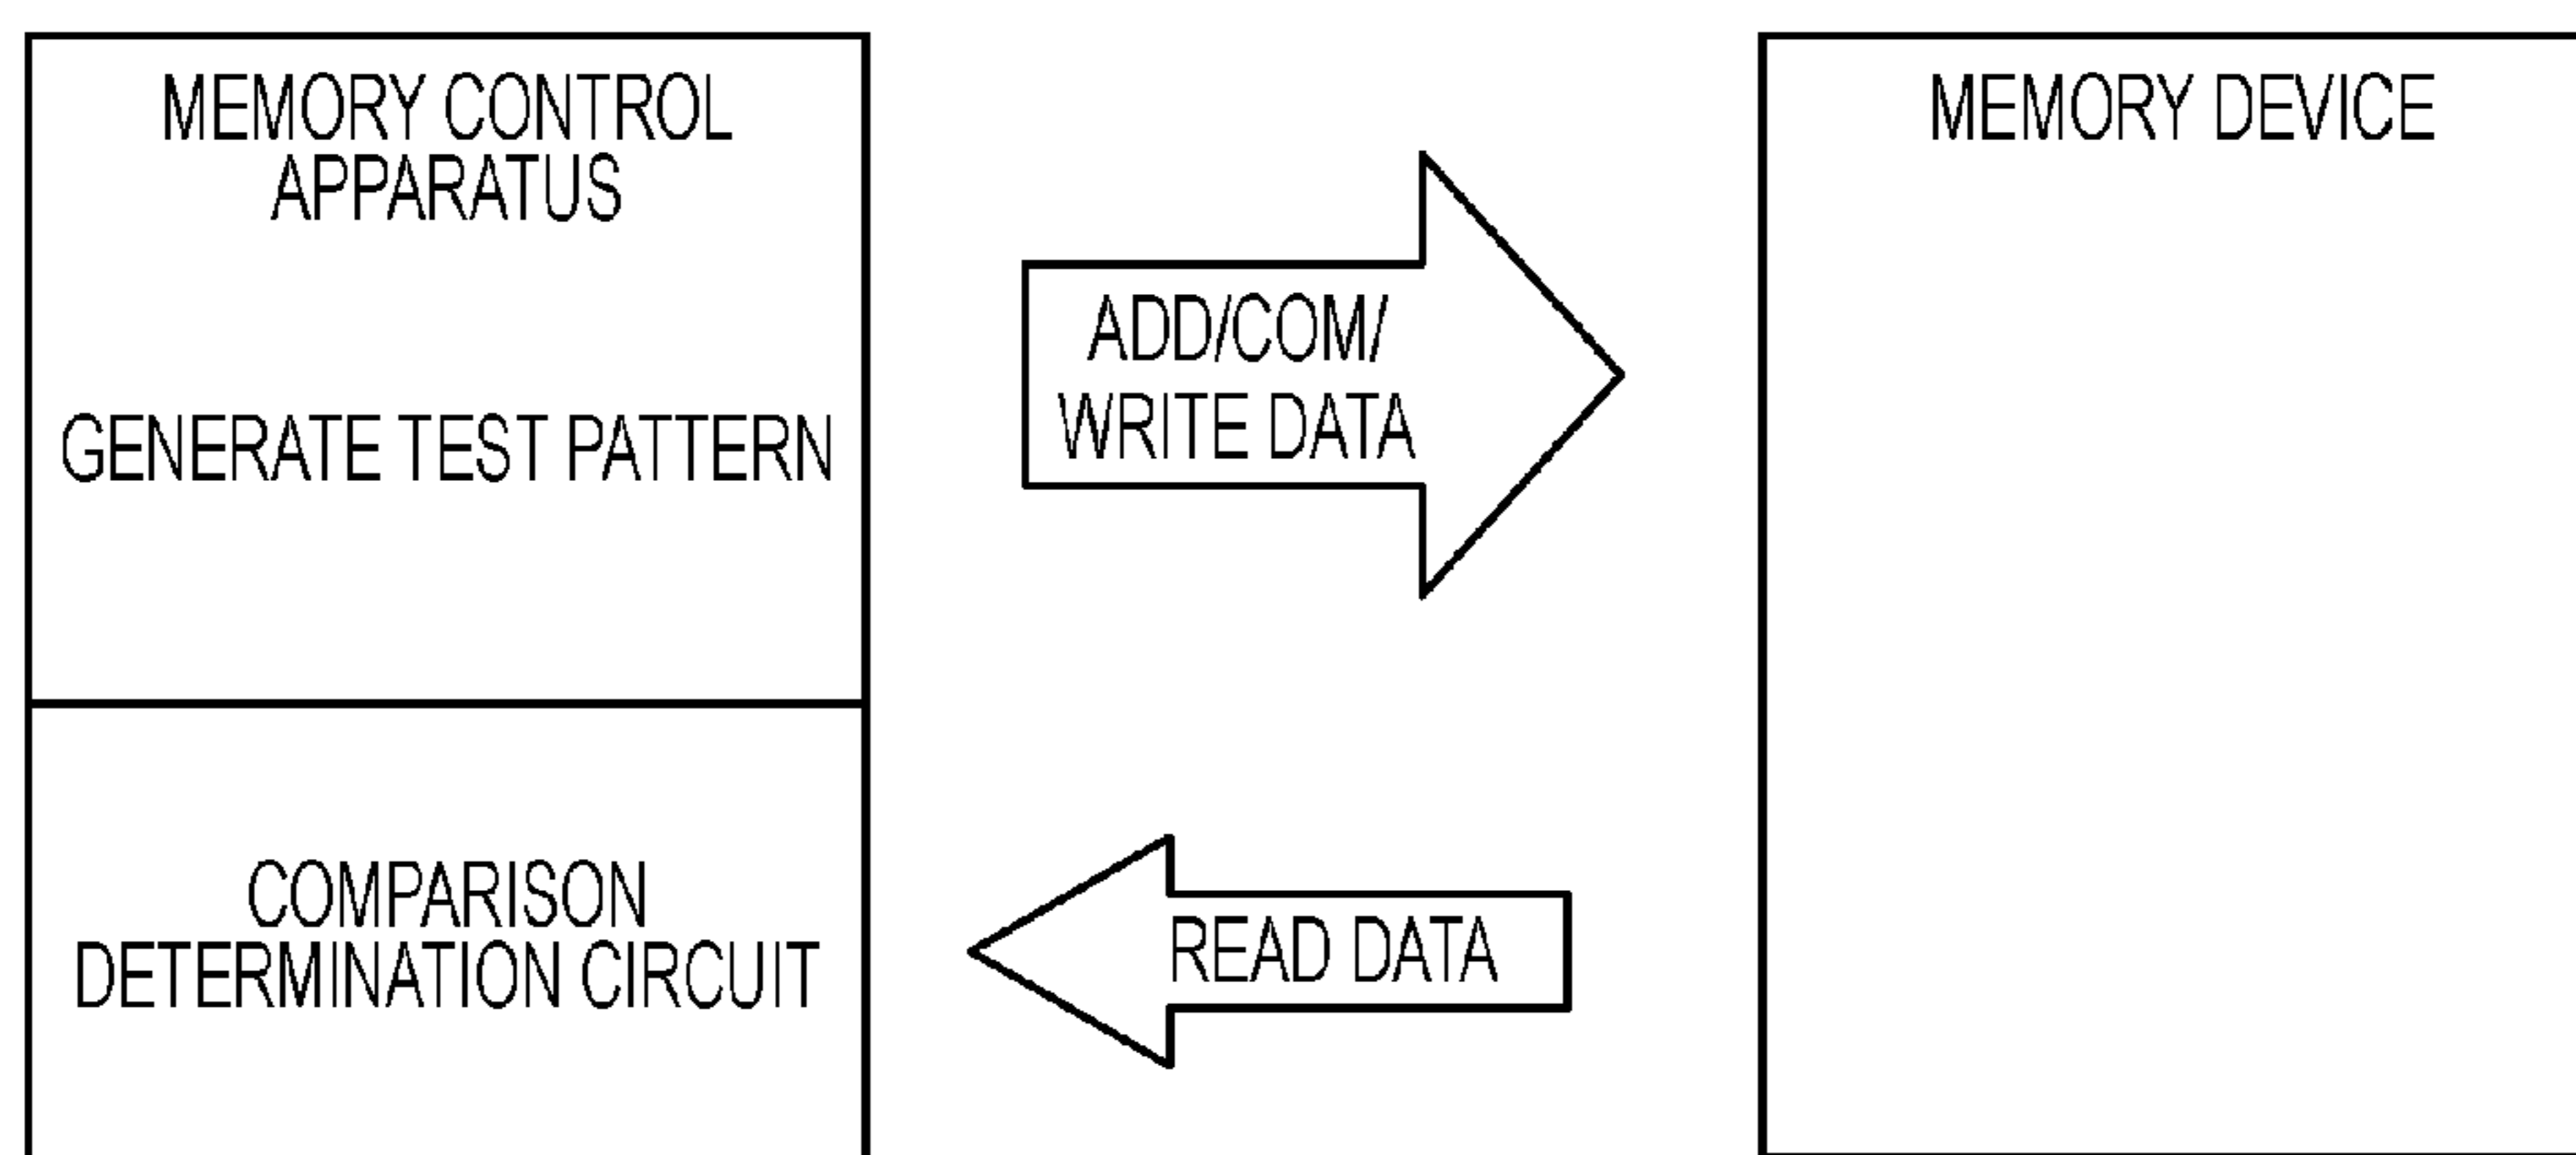 MEMORY CONTROL
APPARATUS
GENERATE TEST PATTERN
COMPARISON
DETERMINATION CIRCUIT
ADD/COM/
WRITE DATA
READ DATA
MEMORY DEVICE